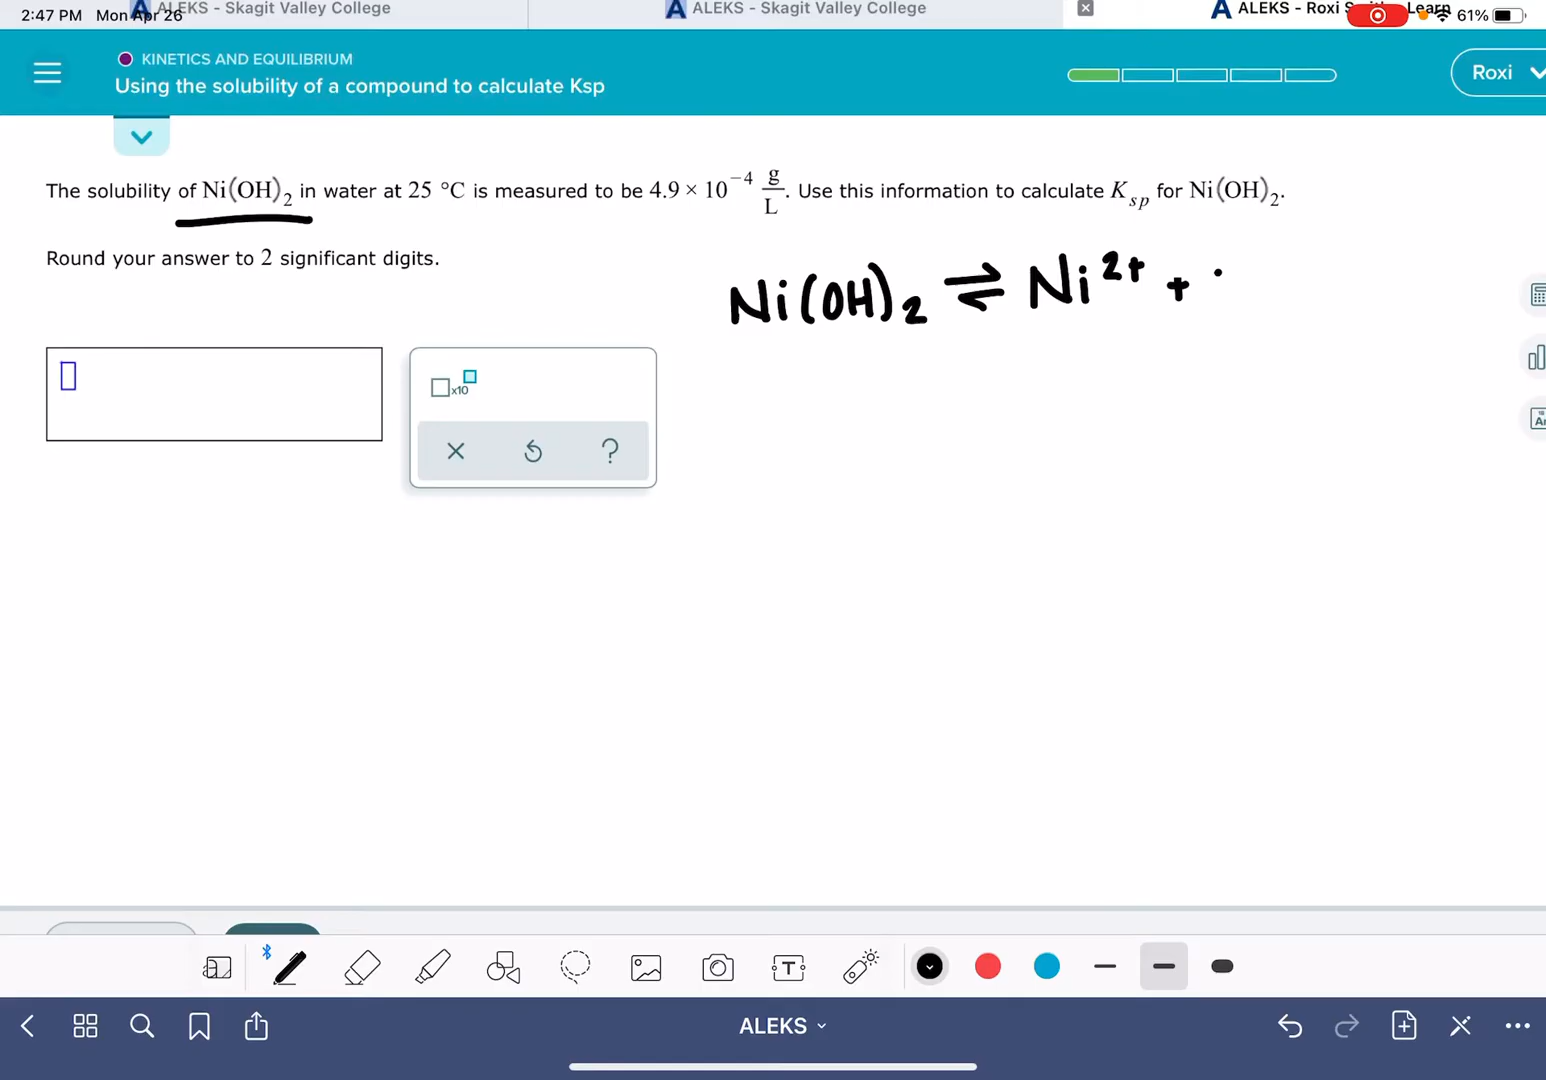 2:47 PM Mon Apr 26
ALEKS - Skagit Valley College
ALEKS - Skagit Valley College
ALEKS - Roxi Learn
61%
KINETICS AND EQUILIBRIUM
Using the solubility of a compound to calculate Ksp
Roxi
The solubility of Ni(OH)₂ in water at 25 °C is measured to be 4.9 × 10⁻⁴ g/L. Use this information to calculate Kₛₚ for Ni(OH)₂.
Round your answer to 2 significant digits.
Ni(OH)₂ ⇌ Ni²⁺ +
□x10□
?
a
T
ALEKS